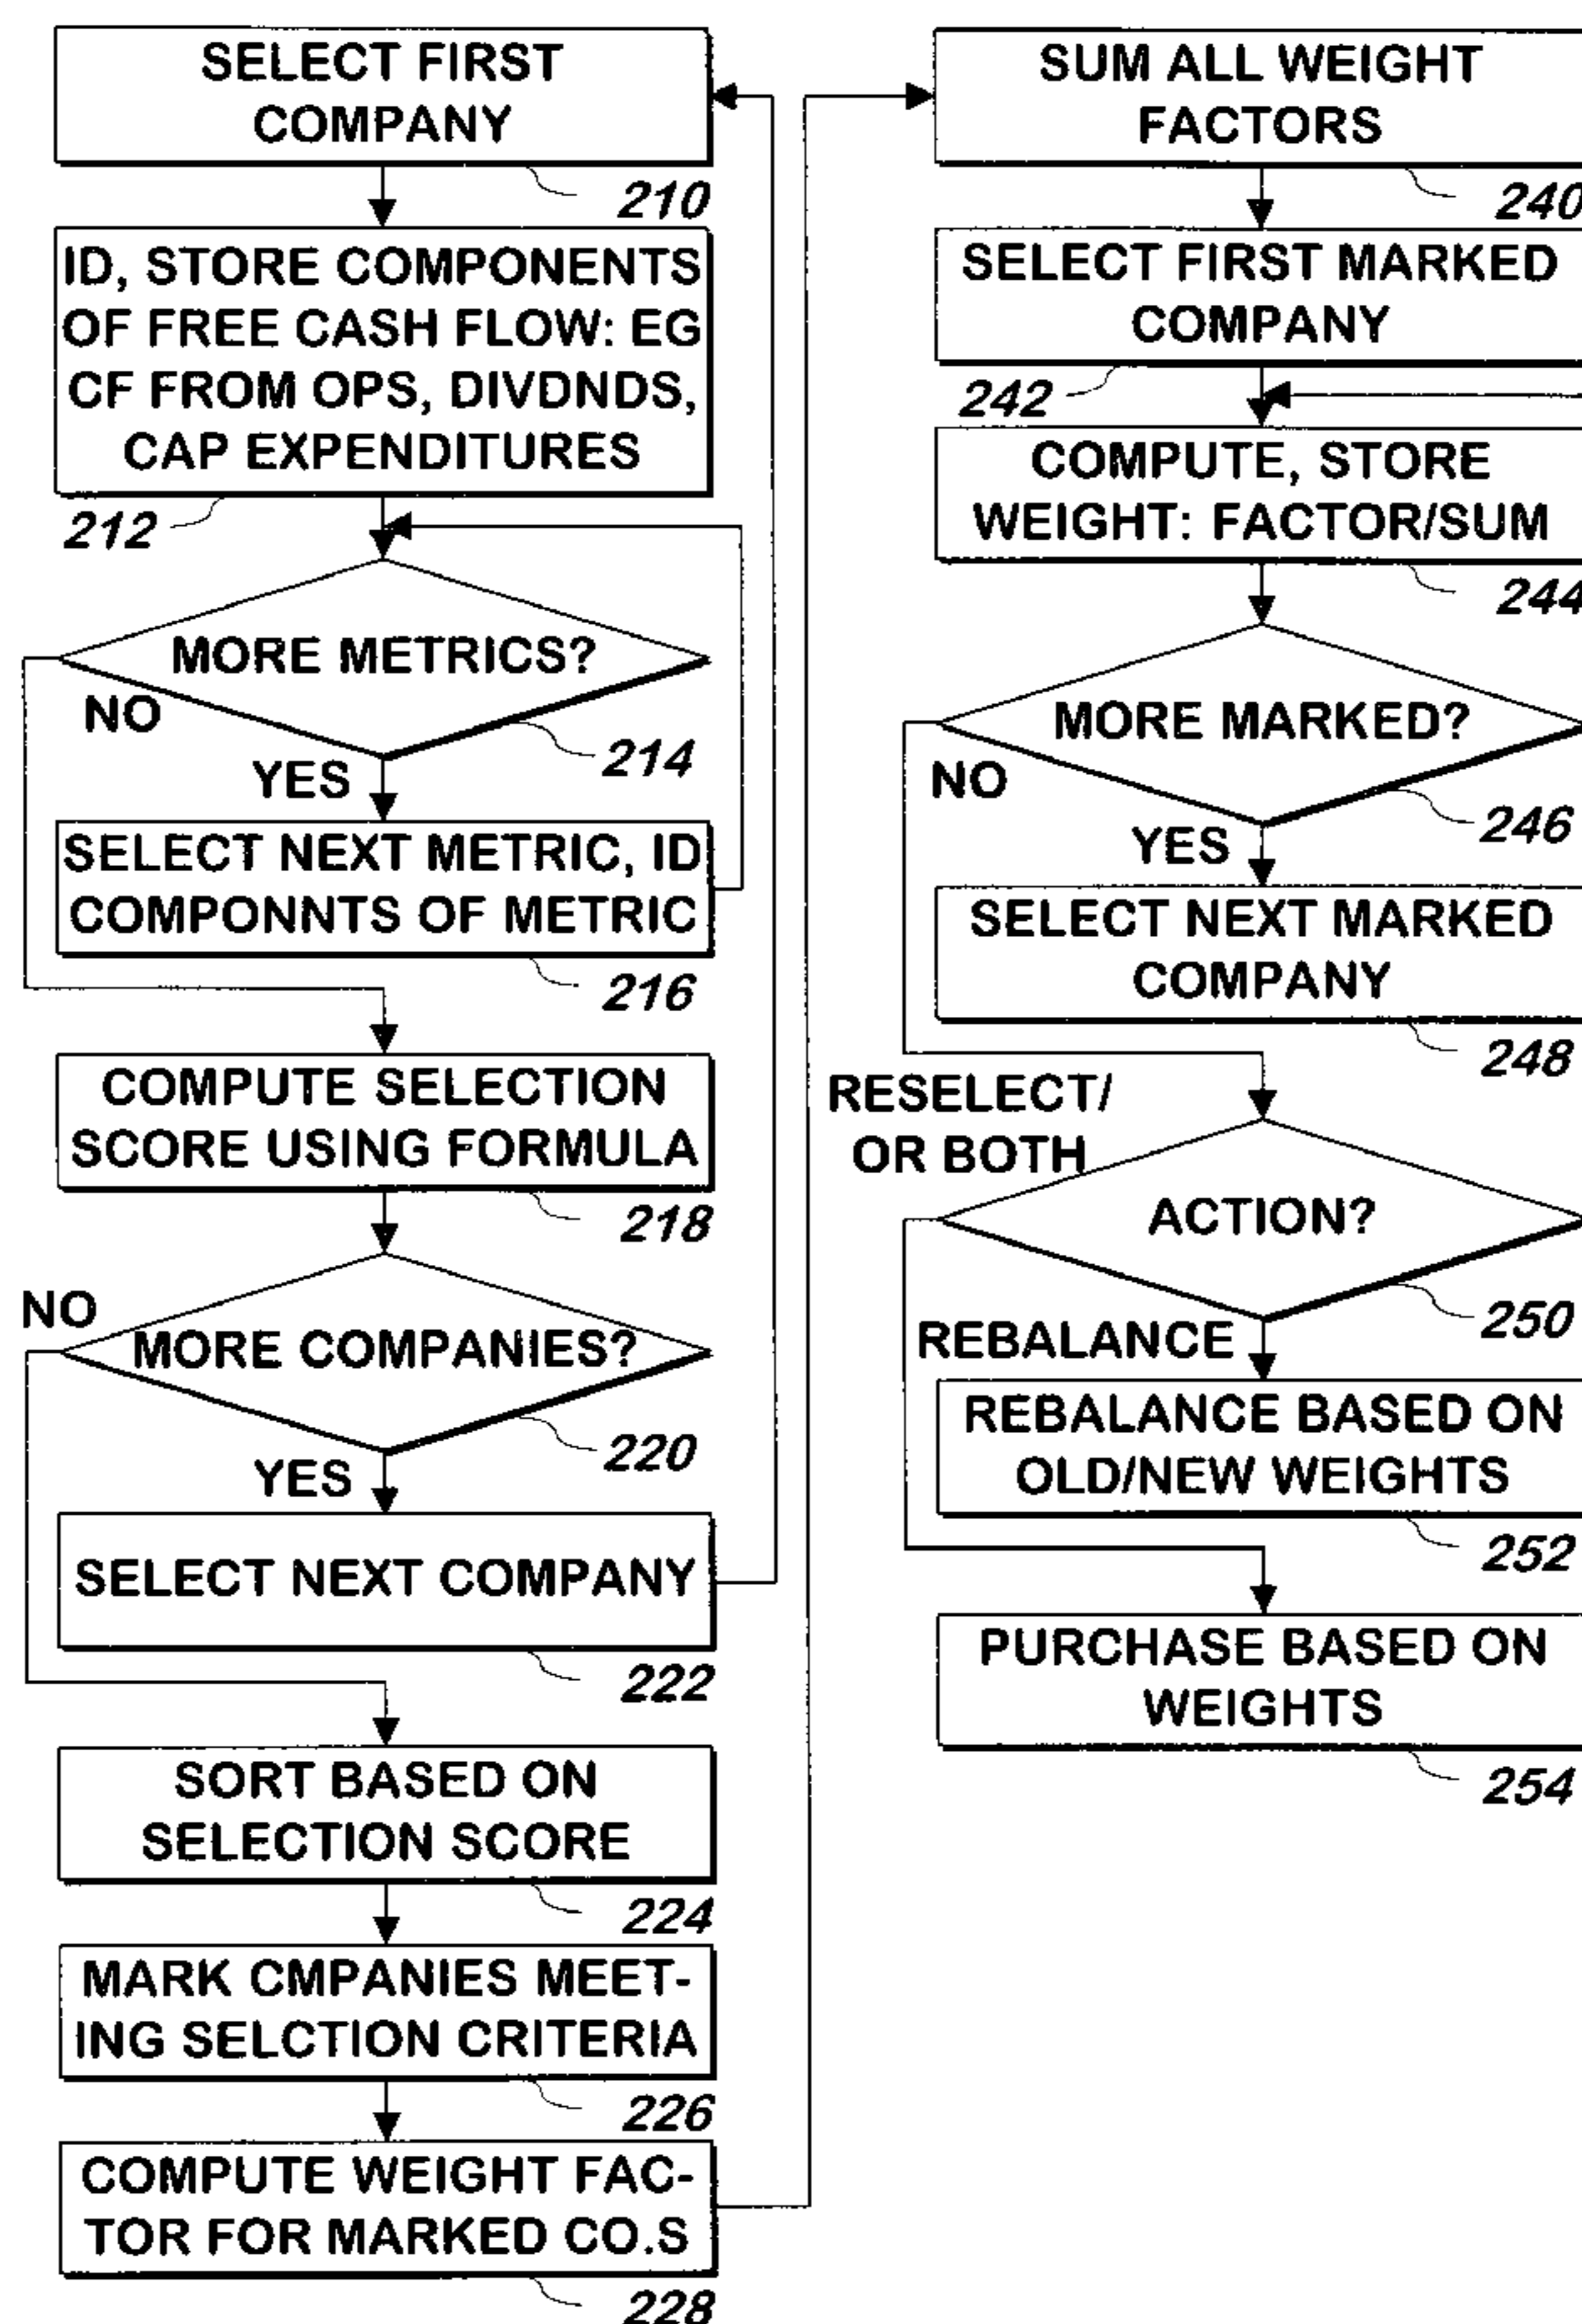 SELECT FIRST
COMPANY
210
ID, STORE COMPONENTS
OF FREE CASH FLOW: EG
CF FROM OPS, DIVDNDS,
CAP EXPENDITURES
212
MORE METRICS?
NO
214
YES
SELECT NEXT METRIC, ID
COMPONNTS OF METRIC
216
COMPUTE SELECTION
SCORE USING FORMULA
218
NO
MORE COMPANIES?
220
YES
SELECT NEXT COMPANY
222
SORT BASED ON
SELECTION SCORE
224
MARK CMPANIES MEET-
ING SELCTION CRITERIA
226
COMPUTE WEIGHT FAC-
TOR FOR MARKED CO.S
228
SUM ALL WEIGHT
FACTORS
240
SELECT FIRST MARKED
COMPANY
242
COMPUTE, STORE
WEIGHT: FACTOR/SUM
244
MORE MARKED?
NO
246
YES
SELECT NEXT MARKED
COMPANY
248
RESELECT/
OR BOTH
ACTION?
250
REBALANCE
REBALANCE BASED ON
OLD/NEW WEIGHTS
252
PURCHASE BASED ON
WEIGHTS
254